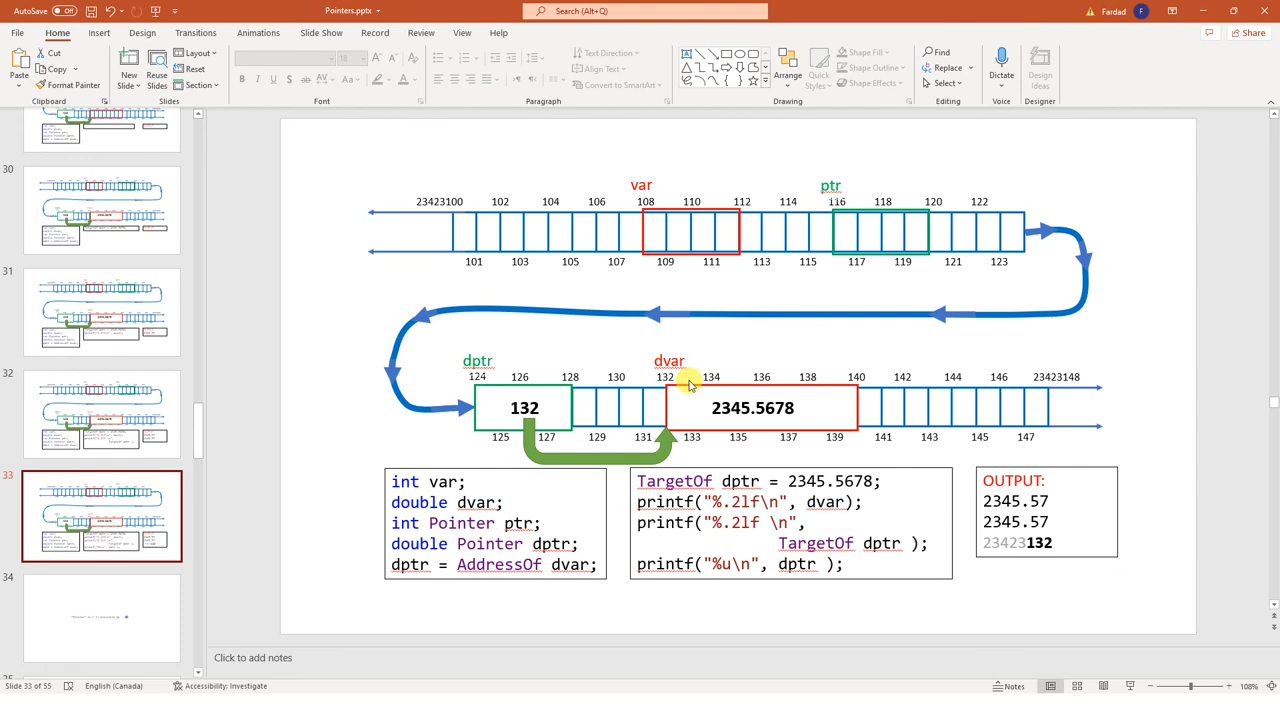 AutoSave Off
Pointers.pptx
Search (Alt+Q)
Fardad F
File Home Insert Design Transitions Animations Slide Show Record Review View Help Share
Paste
Cut
Copy
Format Painter
Clipboard
New Slide
Reuse Slides
Layout
Reset
Section
Slides
18
B I U S ab AV Aa A
Font
Text Direction
Align Text
Convert to SmartArt
Paragraph
Arrange
Quick Styles
Shape Fill
Shape Outline
Shape Effects
Drawing
Find
Replace
Select
Editing
Dictate
Voice
Design Ideas
Designer
30
31
32
33
34
var ptr
23423100 102 104 106 108 110 112 114 116 118 120 122
101 103 105 107 109 111 113 115 117 119 121 123
dptr dvar
124 126 128 130 132 134 136 138 140 142 144 146 23423148
132 2345.5678
125 127 129 131 133 135 137 139 141 143 145 147
int var;
double dvar;
int Pointer ptr;
double Pointer dptr;
dptr = AddressOf dvar;
TargetOf dptr = 2345.5678;
printf("%.2lf\n", dvar);
printf("%.2lf \n",
TargetOf dptr );
printf("%u\n", dptr );
OUTPUT:
2345.57
2345.57
23423132
Click to add notes
Slide 33 of 55 English (Canada) Accessibility: Investigate Notes 108%